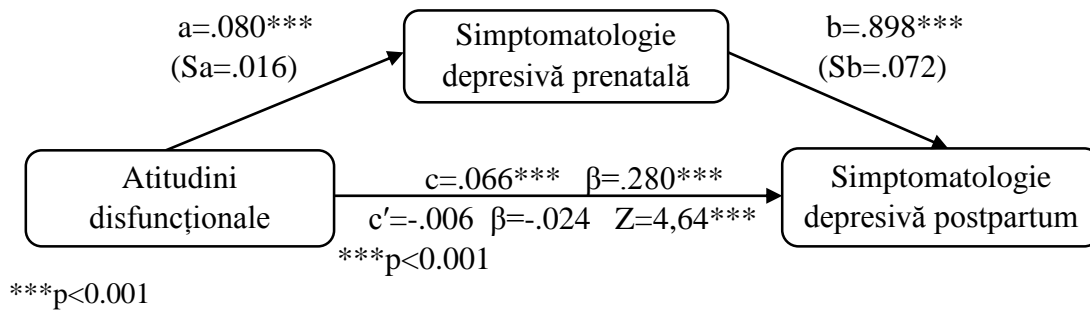 a=.080***
(Sa=.016)
Simptomatologie
depresivă prenatală
b=.898***
(Sb=.072)
Atitudini
disfuncționale
c=.066*** β=.280***
c′=-.006 β=-.024 Z=4,64***
***p<0.001
Simptomatologie
depresivă postpartum
***p<0.001